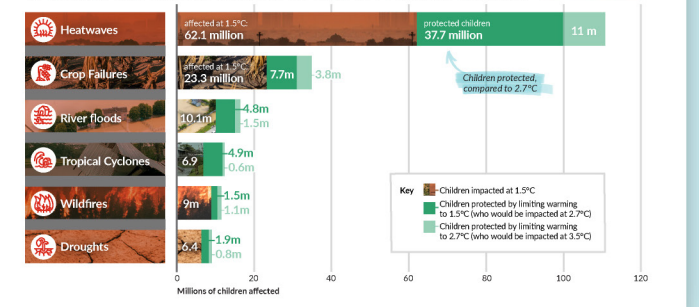 Heatwaves
affected at 1.5°C:
62.1 million
protected children
37.7 million
11 m
Crop Failures
affected at 1.5°C:
23.3 million
7.7m
3.8m
Children protected,
compared to 2.7°C
River floods
10.1m
4.8m
1.5m
Tropical Cyclones
6.9
4.9m
0.6m
Wildfires
9m
1.5m
1.1m
Droughts
6.4
1.9m
0.8m
Key
Children impacted at 1.5°C
Children protected by limiting warming
to 1.5°C (who would be impacted at 2.7°C)
Children protected by limiting warming
to 2.7°C (who would be impacted at 3.5°C)
0 20 40 60 80 100 120
Millions of children affected